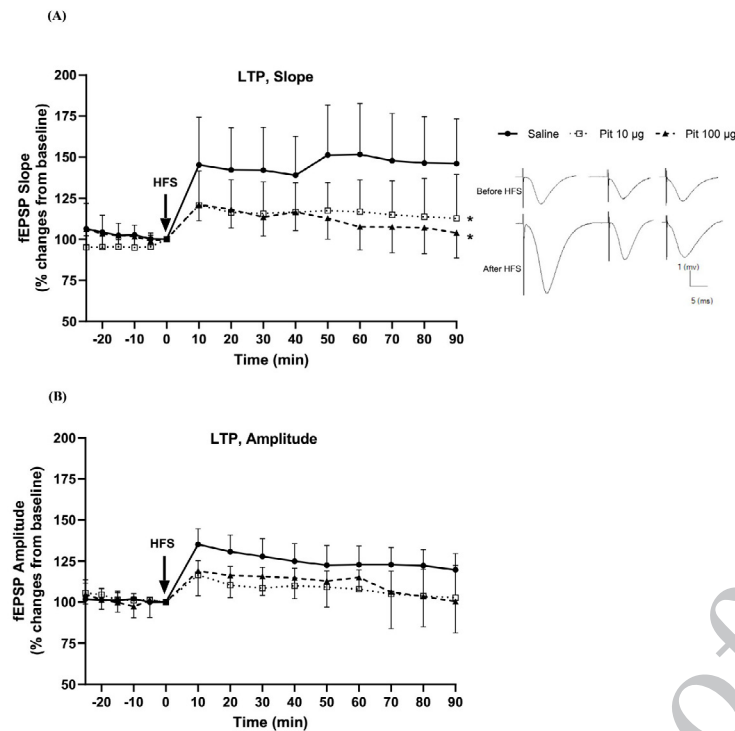 (A)
LTP, Slope
200
175
150
125
100
75
50
fEPSP Slope
(% changes from baseline)
HFS
*
*
-20 -10 0 10 20 30 40 50 60 70 80 90
Time (min)
Saline Pit 10 µg Pit 100 µg
Before HFS
After HFS
1 (mv)
5 (ms)
(B)
LTP, Amplitude
200
175
150
125
100
75
50
fEPSP Amplitude
(% changes from baseline)
HFS
-20 -10 0 10 20 30 40 50 60 70 80 90
Time (min)